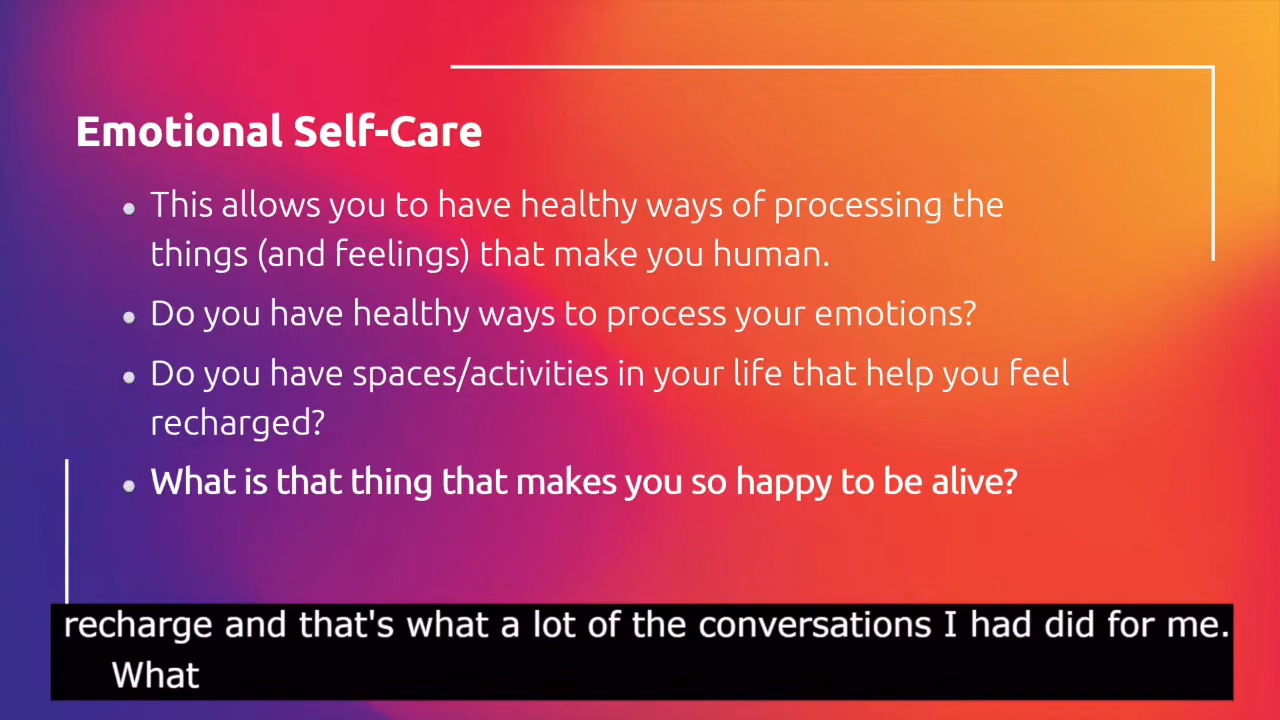 Emotional Self-Care
• This allows you to have healthy ways of processing the
things (and feelings) that make you human.
• Do you have healthy ways to process your emotions?
• Do you have spaces/activities in your life that help you feel
recharged?
• What is that thing that makes you so happy to be alive?
recharge and that's what a lot of the conversations I had did for me.
What